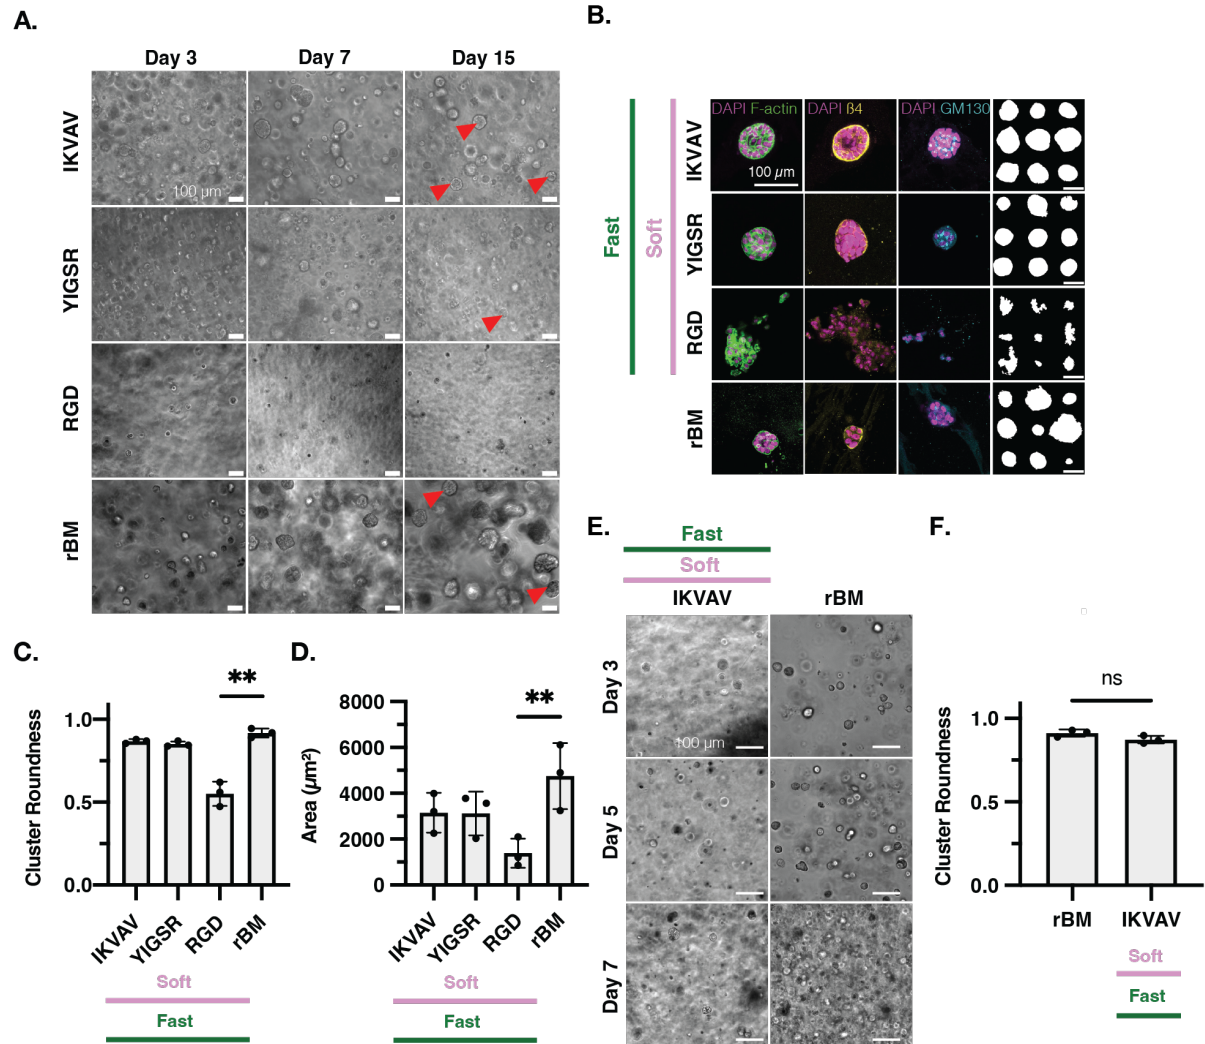 A.
Day 3 Day 7 Day 15
IKVAV
100 µm
YIGSR
RGD
rBM
B.
Fast
Soft
DAPI F-actin DAPI ß4 DAPI GM130
IKVAV
100 µm
YIGSR
RGD
rBM
C.
Cluster Roundness
**
1.0
0.5
0.0
IKVAV YIGSR RGD rBM
Soft
Fast
D.
Area (µm²)
**
8000
6000
4000
2000
0
IKVAV YIGSR RGD rBM
Soft
Fast
E.
Fast
Soft
IKVAV rBM
Day 3
100 µm
Day 5
Day 7
F.
Cluster Roundness
ns
1.0
0.5
0.0
rBM IKVAV
Soft
Fast